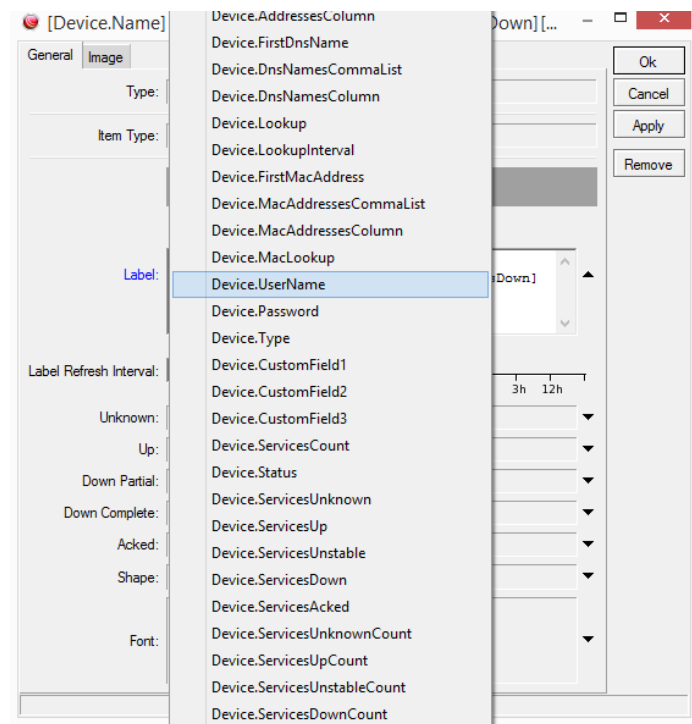 [Device.Name]
Down][...
General
Image
Type:
Item Type:
Label:
sDown]
Label Refresh Interval:
3h 12h
Unknown:
Up:
Down Partial:
Down Complete:
Acked:
Shape:
Font:
Device.AddressesColumn
Device.FirstDnsName
Device.DnsNamesCommaList
Device.DnsNamesColumn
Device.Lookup
Device.LookupInterval
Device.FirstMacAddress
Device.MacAddressesCommaList
Device.MacAddressesColumn
Device.MacLookup
Device.UserName
Device.Password
Device.Type
Device.CustomField1
Device.CustomField2
Device.CustomField3
Device.ServicesCount
Device.Status
Device.ServicesUnknown
Device.ServicesUp
Device.ServicesUnstable
Device.ServicesDown
Device.ServicesAcked
Device.ServicesUnknownCount
Device.ServicesUpCount
Device.ServicesUnstableCount
Device.ServicesDownCount
Ok
Cancel
Apply
Remove